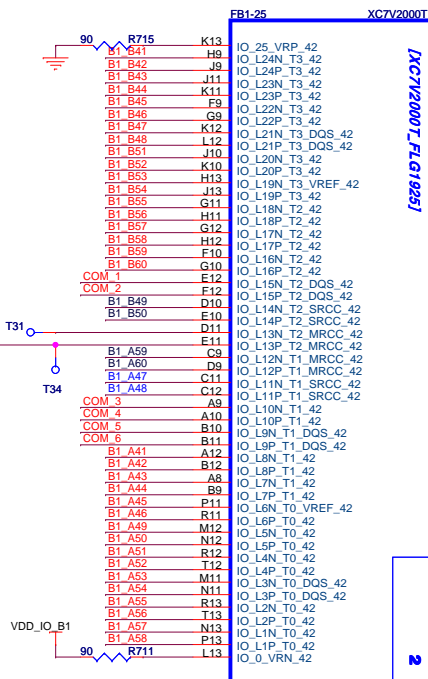 FB1-25 XC7V2000T
90 R715 K13 IO_25_VRP_42
B1_B41 H9 IO_L24N_T3_42
B1_B42 J9 IO_L24P_T3_42
B1_B43 J11 IO_L23N_T3_42
B1_B44 K11 IO_L23P_T3_42
B1_B45 F9 IO_L22N_T3_42
B1_B46 G9 IO_L22P_T3_42
B1_B47 K12 IO_L21N_T3_DQS_42
B1_B48 L12 IO_L21P_T3_DQS_42
B1_B51 J10 IO_L20N_T3_42
B1_B52 K10 IO_L20P_T3_42
B1_B53 H13 IO_L19N_T3_VREF_42
B1_B54 J13 IO_L19P_T3_42
B1_B55 G11 IO_L18N_T2_42
B1_B56 H11 IO_L18P_T2_42
B1_B57 G12 IO_L17N_T2_42
B1_B58 H12 IO_L17P_T2_42
B1_B59 F10 IO_L16N_T2_42
B1_B60 G10 IO_L16P_T2_42
COM_1 E12 IO_L15N_T2_DQS_42
COM_2 F12 IO_L15P_T2_DQS_42
B1_B49 D10 IO_L14N_T2_SRCC_42
B1_B50 E10 IO_L14P_T2_SRCC_42
T31 D11 IO_L13N_T2_MRCC_42
E11 IO_L13P_T2_MRCC_42
B1_A59 C9 IO_L12N_T1_MRCC_42
B1_A60 D9 IO_L12P_T1_MRCC_42
B1_A47 C11 IO_L11N_T1_SRCC_42
T34 B1_A48 C12 IO_L11P_T1_SRCC_42
COM_3 A9 IO_L10N_T1_42
COM_4 A10 IO_L10P_T1_42
COM_5 B10 IO_L9N_T1_DQS_42
COM_6 B11 IO_L9P_T1_DQS_42
B1_A41 A12 IO_L8N_T1_42
B1_A42 B12 IO_L8P_T1_42
B1_A43 A8 IO_L7N_T1_42
B1_A44 B9 IO_L7P_T1_42
B1_A45 P11 IO_L6N_T0_VREF_42
B1_A46 R11 IO_L6P_T0_42
B1_A49 M12 IO_L5N_T0_42
B1_A50 N12 IO_L5P_T0_42
B1_A51 R12 IO_L4N_T0_42
B1_A52 T12 IO_L4P_T0_42
B1_A53 M11 IO_L3N_T0_DQS_42
B1_A54 N11 IO_L3P_T0_DQS_42
B1_A55 R13 IO_L2N_T0_42
B1_A56 T13 IO_L2P_T0_42
VDD_IO_B1 B1_A57 N13 IO_L1N_T0_42
B1_A58 P13 IO_L1P_T0_42
90 R711 L13 IO_0_VRN_42
[XC7V2000T_FLG1925]
2